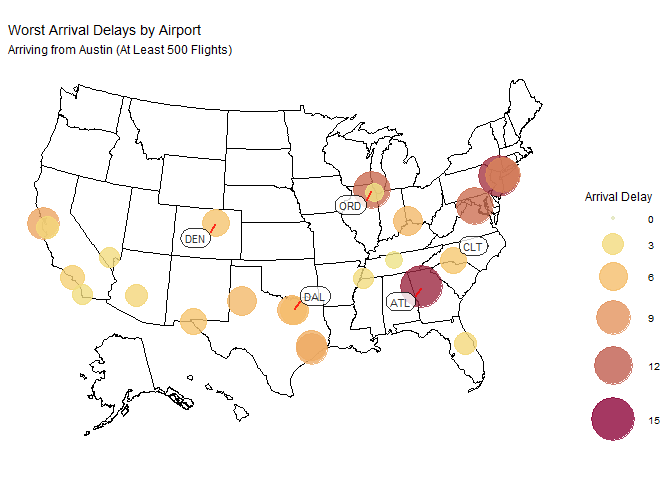 Worst Arrival Delays by Airport
Arriving from Austin (At Least 500 Flights)
Arrival Delay
0
3
6
9
12
15
ORD
DEN
CLT
DAL
ATL